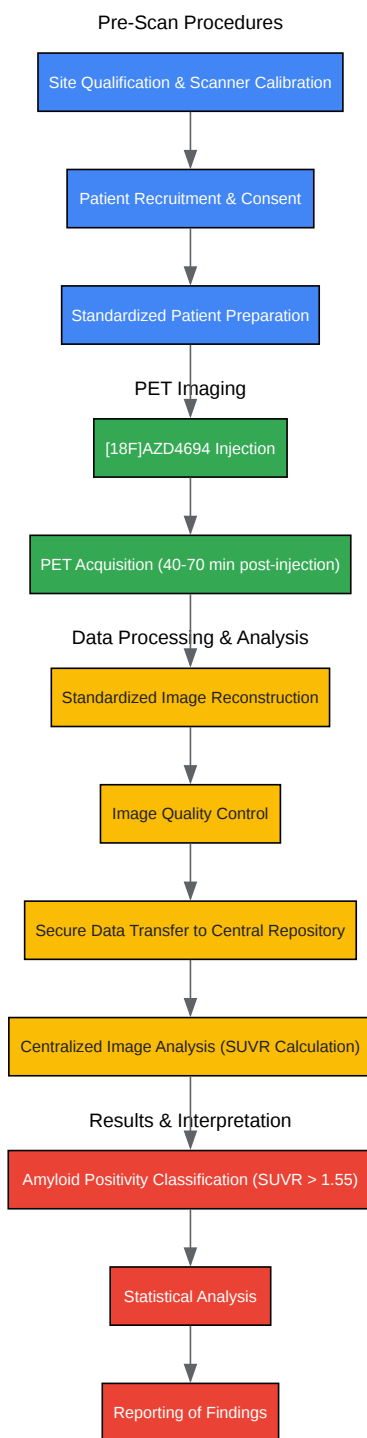 Pre-Scan Procedures
Site Qualification & Scanner Calibration
Patient Recruitment & Consent
Standardized Patient Preparation
PET Imaging
[18F]AZD4694 Injection
PET Acquisition (40-70 min post-injection)
Data Processing & Analysis
Standardized Image Reconstruction
Image Quality Control
Secure Data Transfer to Central Repository
Centralized Image Analysis (SUVR Calculation)
Results & Interpretation
Amyloid Positivity Classification (SUVR > 1.55)
Statistical Analysis
Reporting of Findings